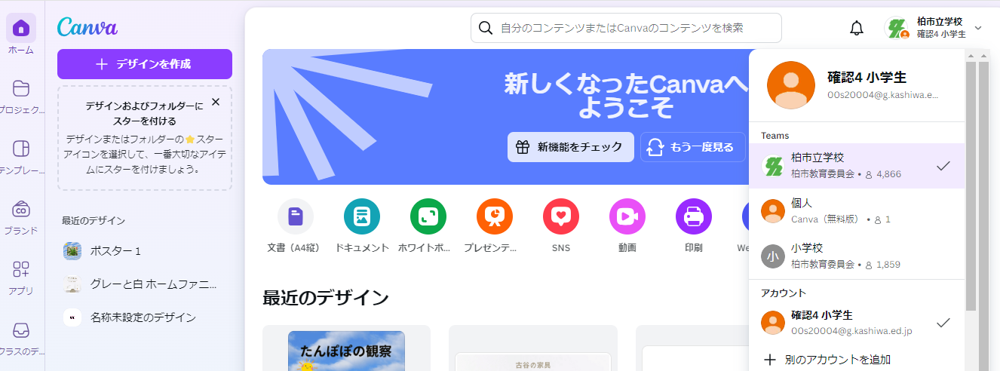 Canva
ホーム
プロジェク...
テンプレー...
ブランド
アプリ
クラスのデ...
デザインを作成
デザインおよびフォルダーに
スターを付ける
デザインまたはフォルダーの⭐スター
アイコンを選択して、一番大切なアイテ
ムにスターを付けましょう。
最近のデザイン
ポスター 1
グレーと白 ホームファニ...
名称未設定のデザイン
自分のコンテンツまたはCanvaのコンテンツを検索
柏市立学校
確認4 小学生
新しくなったCanvaへ
ようこそ
新機能をチェック
もう一度見る
文書（A4縦）
ドキュメント
ホワイトボ...
プレゼンテ...
SNS
動画
印刷
We
最近のデザイン
たんぽぽの観察
古谷の家具
確認4 小学生
00s20004@g.kashiwa.e...
Teams
柏市立学校
柏市教育委員会 • 4,866
個人
Canva（無料版） • 1
小
小学校
柏市教育委員会 • 1,859
アカウント
確認4 小学生
00s20004@g.kashiwa.ed.jp
別のアカウントを追加